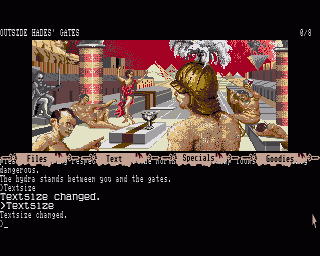 OUTSIDE HADES' GATES 0/8
Files Text Specials Goodies
dangerous.
The hydra stands between you and the gates.
>Textsize
Textsize changed.
>Textsize
Textsize changed.
>_